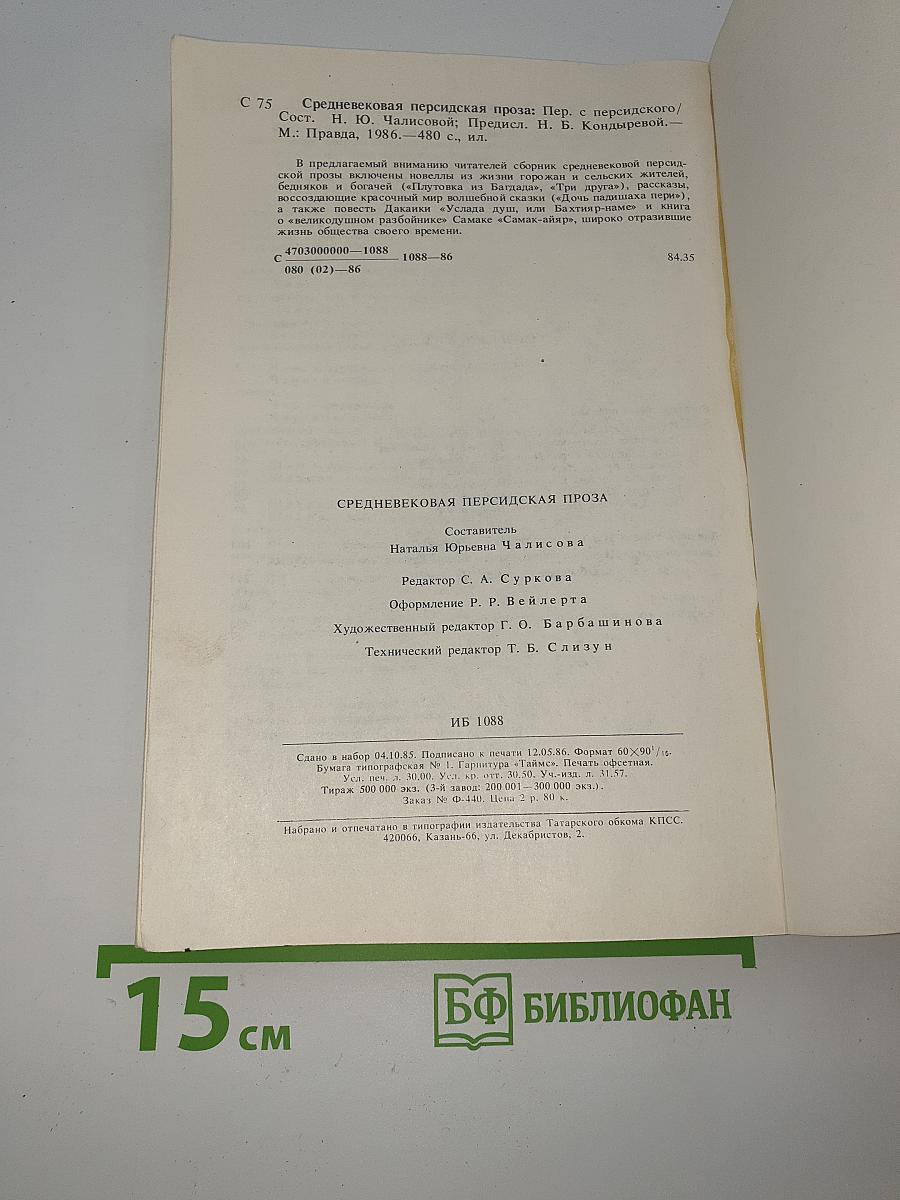 С 75 Средневековая персидская проза: Пер. с персидского/
Сост. Н. Ю. Чалисовой; Предисл. Н. Б. Кондыревой.—
М.: Правда, 1986.—480 с., ил.
В предлагаемый вниманию читателей сборник средневековой персид-
ской прозы включены новеллы из жизни горожан и сельских жителей,
бедняков и богачей («Плутовка из Багдада», «Три друга»), рассказы,
воссоздающие красочный мир волшебной сказки («Дочь падишаха пери»),
а также повесть Дакаики «Услада душ, или Бахтияр-наме» и книга
о «великодушном разбойнике» Самаке «Самак-айяр», широко отразившие
жизнь общества своего времени.
С 4703000000—1088
080 (02)—86
1088—86
84.35
СРЕДНЕВЕКОВАЯ ПЕРСИДСКАЯ ПРОЗА
Составитель
Наталья Юрьевна Чалисова
Редактор С. А. Суркова
Оформление Р. Р. Вейлерта
Художественный редактор Г. О. Барбашинова
Технический редактор Т. Б. Слизун
ИБ 1088
Сдано в набор 04.10.85. Подписано к печати 12.05.86. Формат 60×90¹/₁₆.
Бумага типографская № 1. Гарнитура «Таймс». Печать офсетная.
Усл. печ. л. 30,00. Усл. кр. отт. 30.50. Уч.-изд. л. 31,57.
Тираж 500 000 экз. (3-й завод: 200 001—300 000 экз.).
Заказ № Ф-440. Цена 2 р. 80 к.
Набрано и отпечатано в типографии издательства Татарского обкома КПСС.
420066, Казань-66, ул. Декабристов, 2.
15 см
БФ БИБЛИОФАН